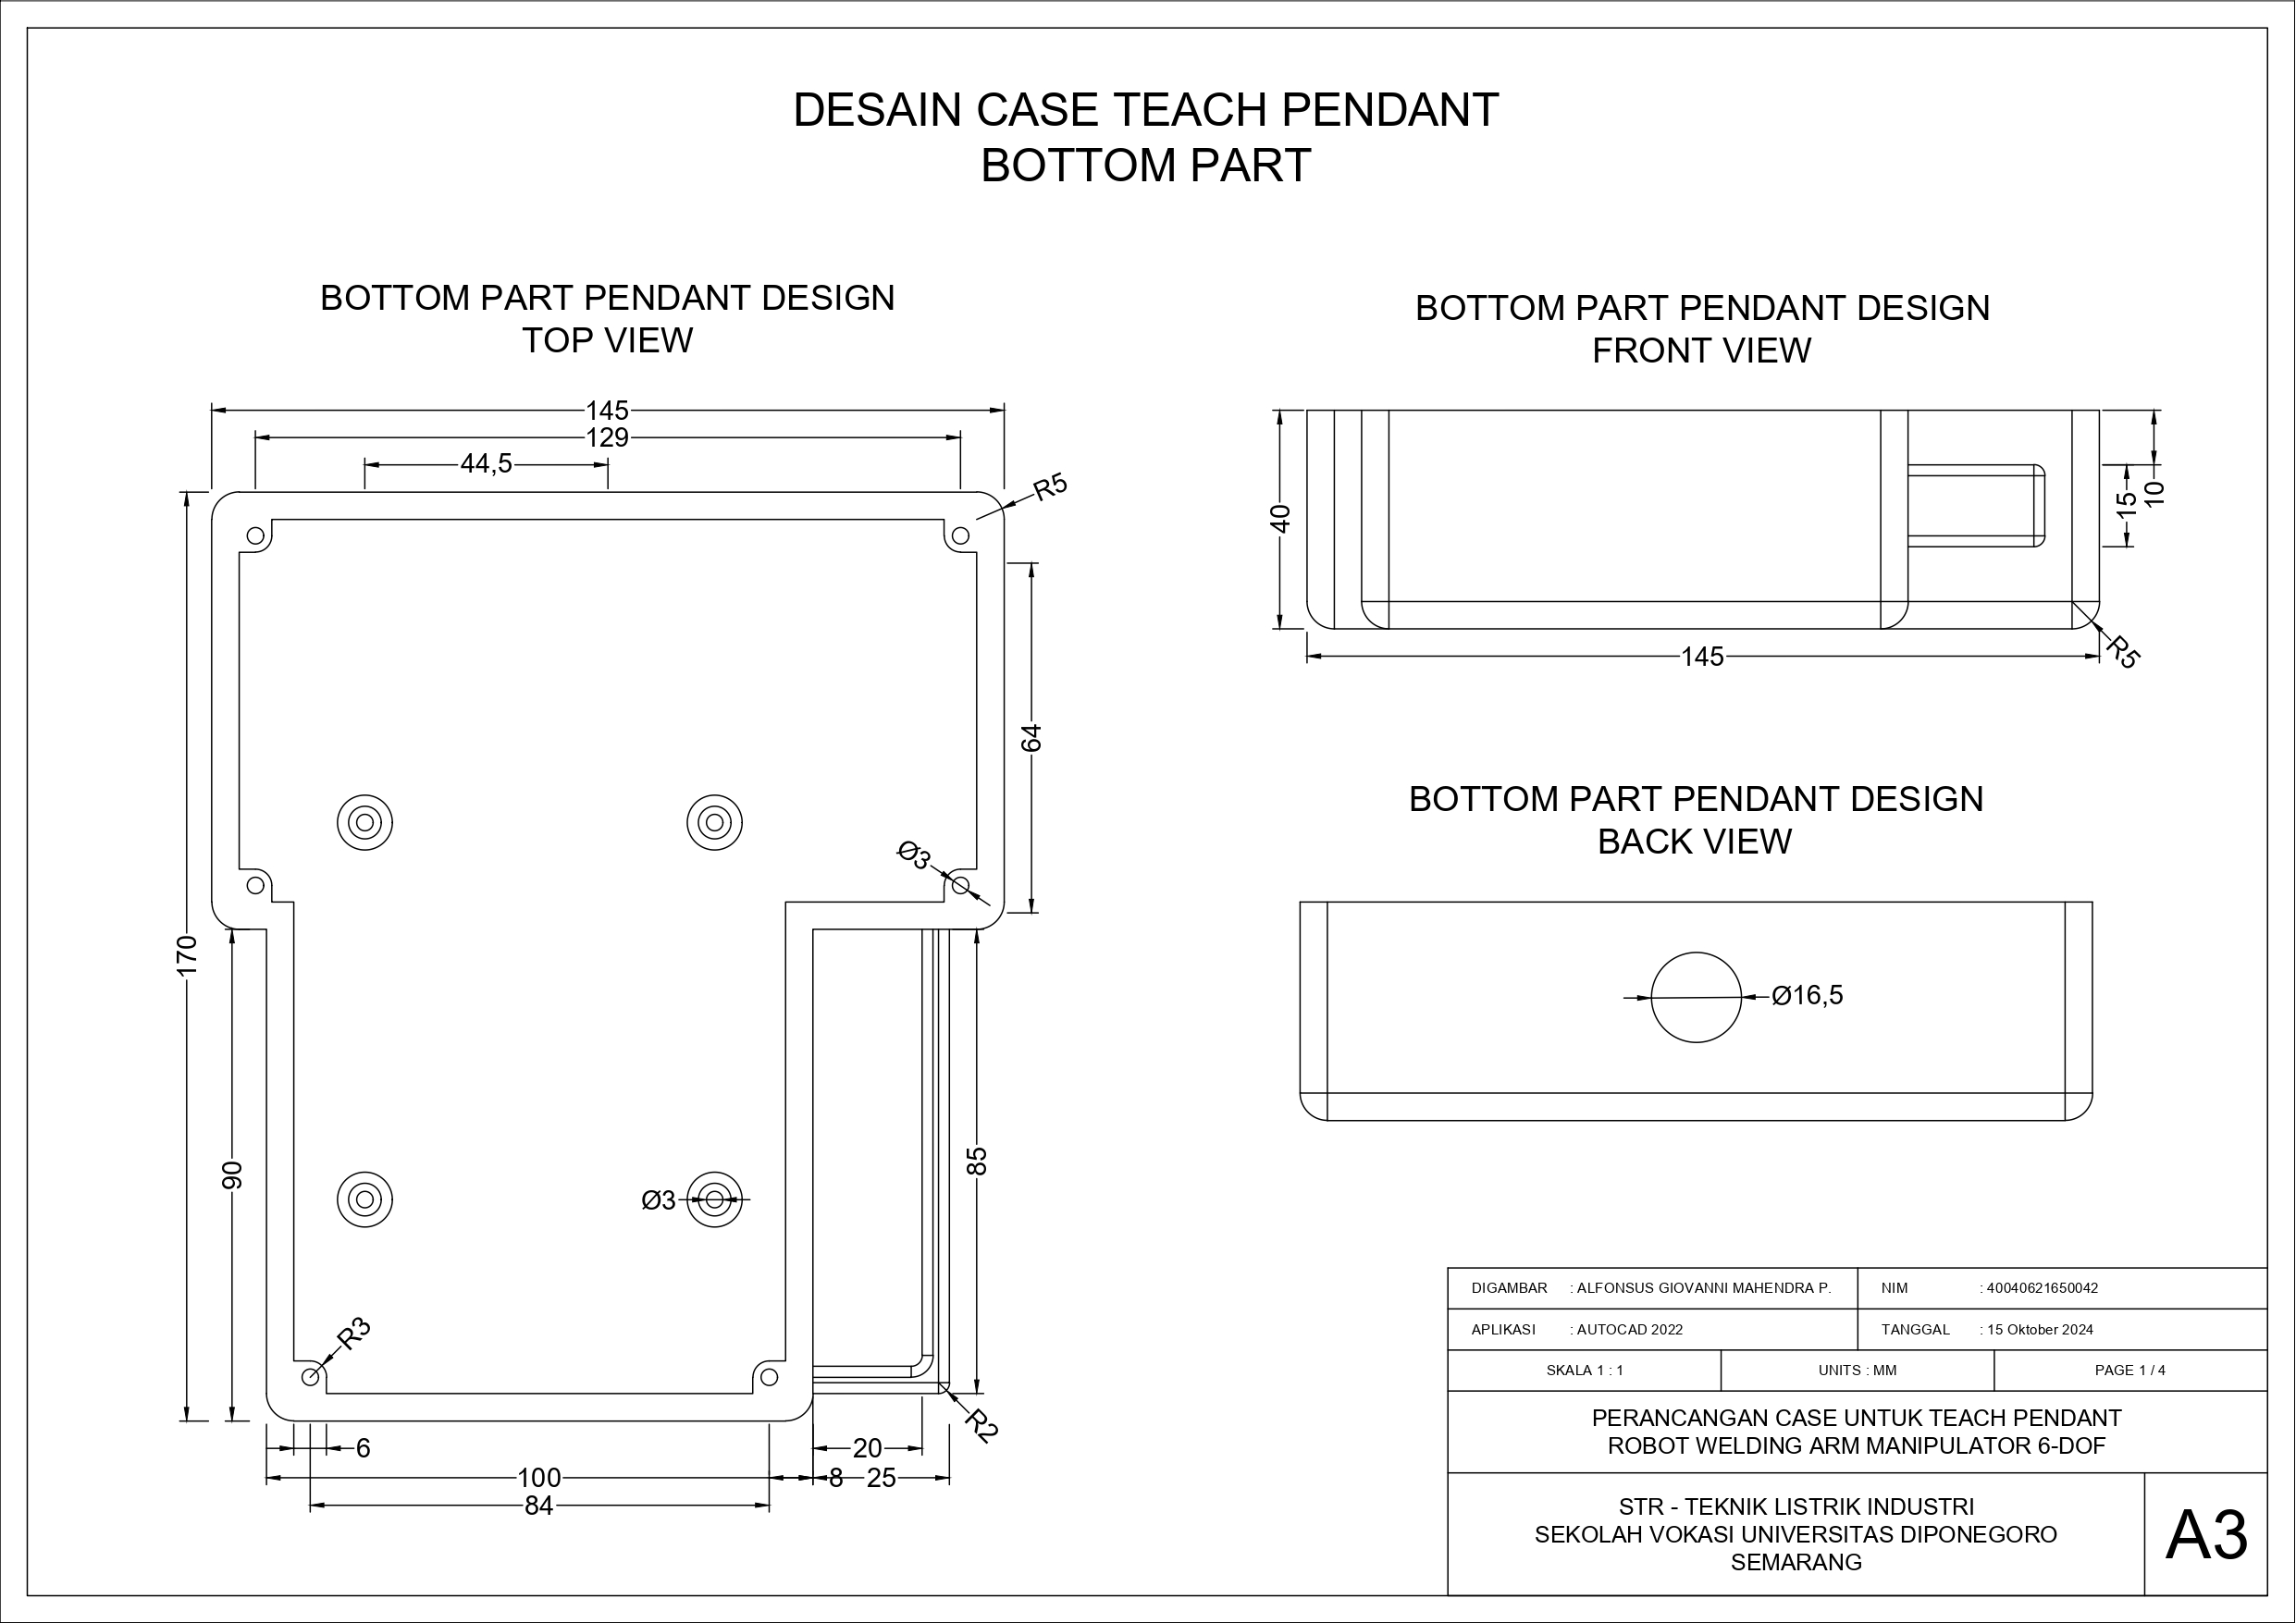 DESAIN CASE TEACH PENDANT
BOTTOM PART
BOTTOM PART PENDANT DESIGN
TOP VIEW
145
129
44,5
R5
64
Ø3
170
90
85
Ø3
R3
R2
6
20
100
8
25
84
BOTTOM PART PENDANT DESIGN
FRONT VIEW
40
15
10
145
R5
BOTTOM PART PENDANT DESIGN
BACK VIEW
Ø16,5
DIGAMBAR : ALFONSUS GIOVANNI MAHENDRA P. NIM : 40040621650042
APLIKASI : AUTOCAD 2022 TANGGAL : 15 Oktober 2024
SKALA 1 : 1 UNITS : MM PAGE 1 / 4
PERANCANGAN CASE UNTUK TEACH PENDANT
ROBOT WELDING ARM MANIPULATOR 6-DOF
STR - TEKNIK LISTRIK INDUSTRI
SEKOLAH VOKASI UNIVERSITAS DIPONEGORO
SEMARANG
A3